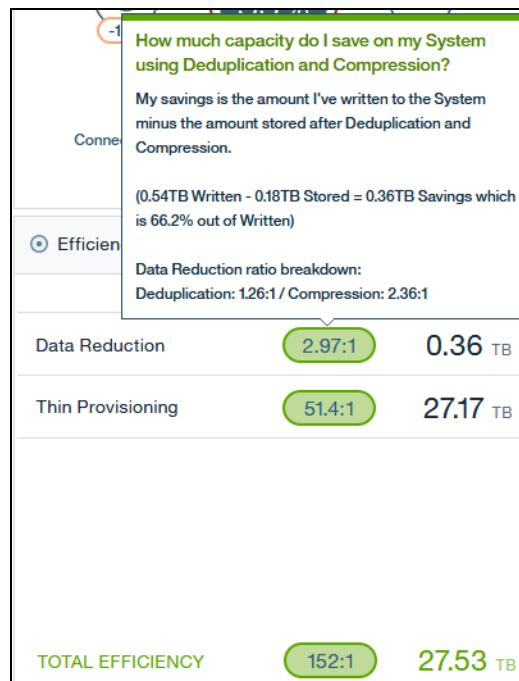 -1
How much capacity do I save on my System
using Deduplication and Compression?
My savings is the amount I've written to the System
minus the amount stored after Deduplication and
Compression.
(0.54TB Written - 0.18TB Stored = 0.36TB Savings which
is 66.2% out of Written)
Data Reduction ratio breakdown:
Deduplication: 1.26:1 / Compression: 2.36:1
Conne
Efficien
Data Reduction 2.97:1 0.36 TB
Thin Provisioning 51.4:1 27.17 TB
TOTAL EFFICIENCY 152:1 27.53 TB